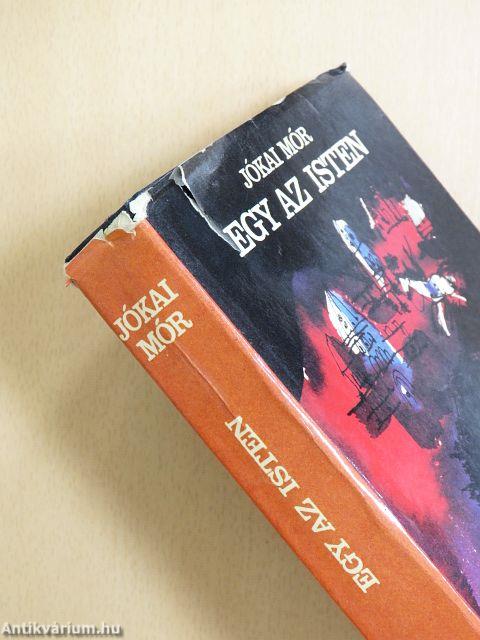 JÓKAI MÓR
EGY AZ ISTEN
JÓKAI
MÓR
EGY AZ ISTEN
Antikvárium.hu